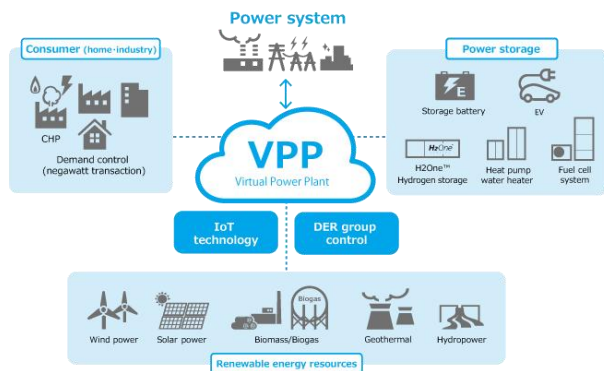 Power system
Consumer (home·industry)
CHP
Demand control
(negawatt transaction)
VPP
Virtual Power Plant
Power storage
E
Storage battery
EV
H2One
H2One™
Hydrogen storage
Heat pump
water heater
Fuel cell
system
IoT
technology
DER group
control
Biogas
Wind power
Solar power
Biomass/Biogas
Geothermal
Hydropower
Renewable energy resources